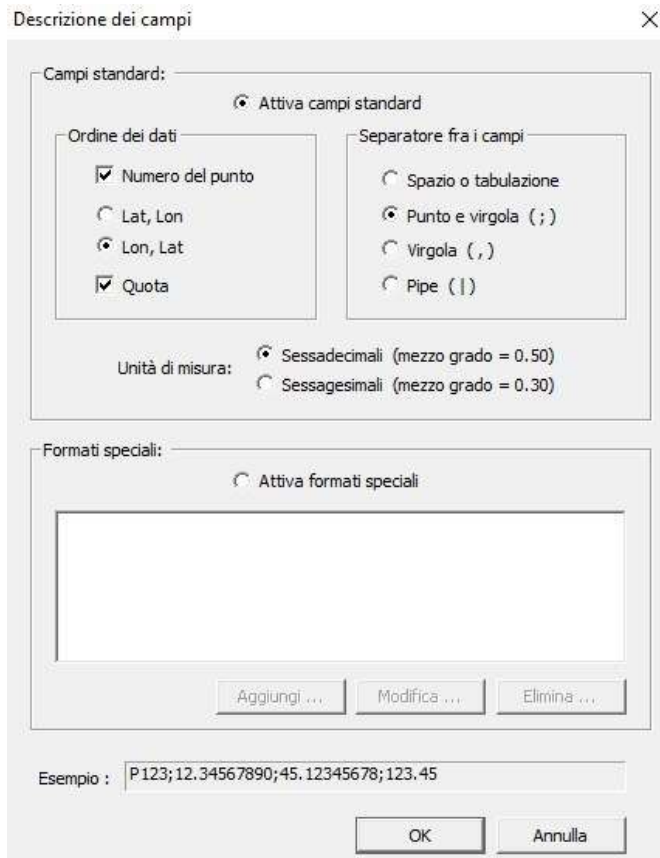 Descrizione dei campi
Campi standard:
Attiva campi standard
Ordine dei dati
Numero del punto
Lat, Lon
Lon, Lat
Quota
Separatore fra i campi
Spazio o tabulazione
Punto e virgola (;)
Virgola (,)
Pipe (|)
Unità di misura:
Sessadecimali (mezzo grado = 0.50)
Sessagesimali (mezzo grado = 0.30)
Formati speciali:
Attiva formati speciali
Aggiungi ... Modifica ... Elimina ...
Esempio : P123;12.34567890;45.12345678;123.45
OK Annulla